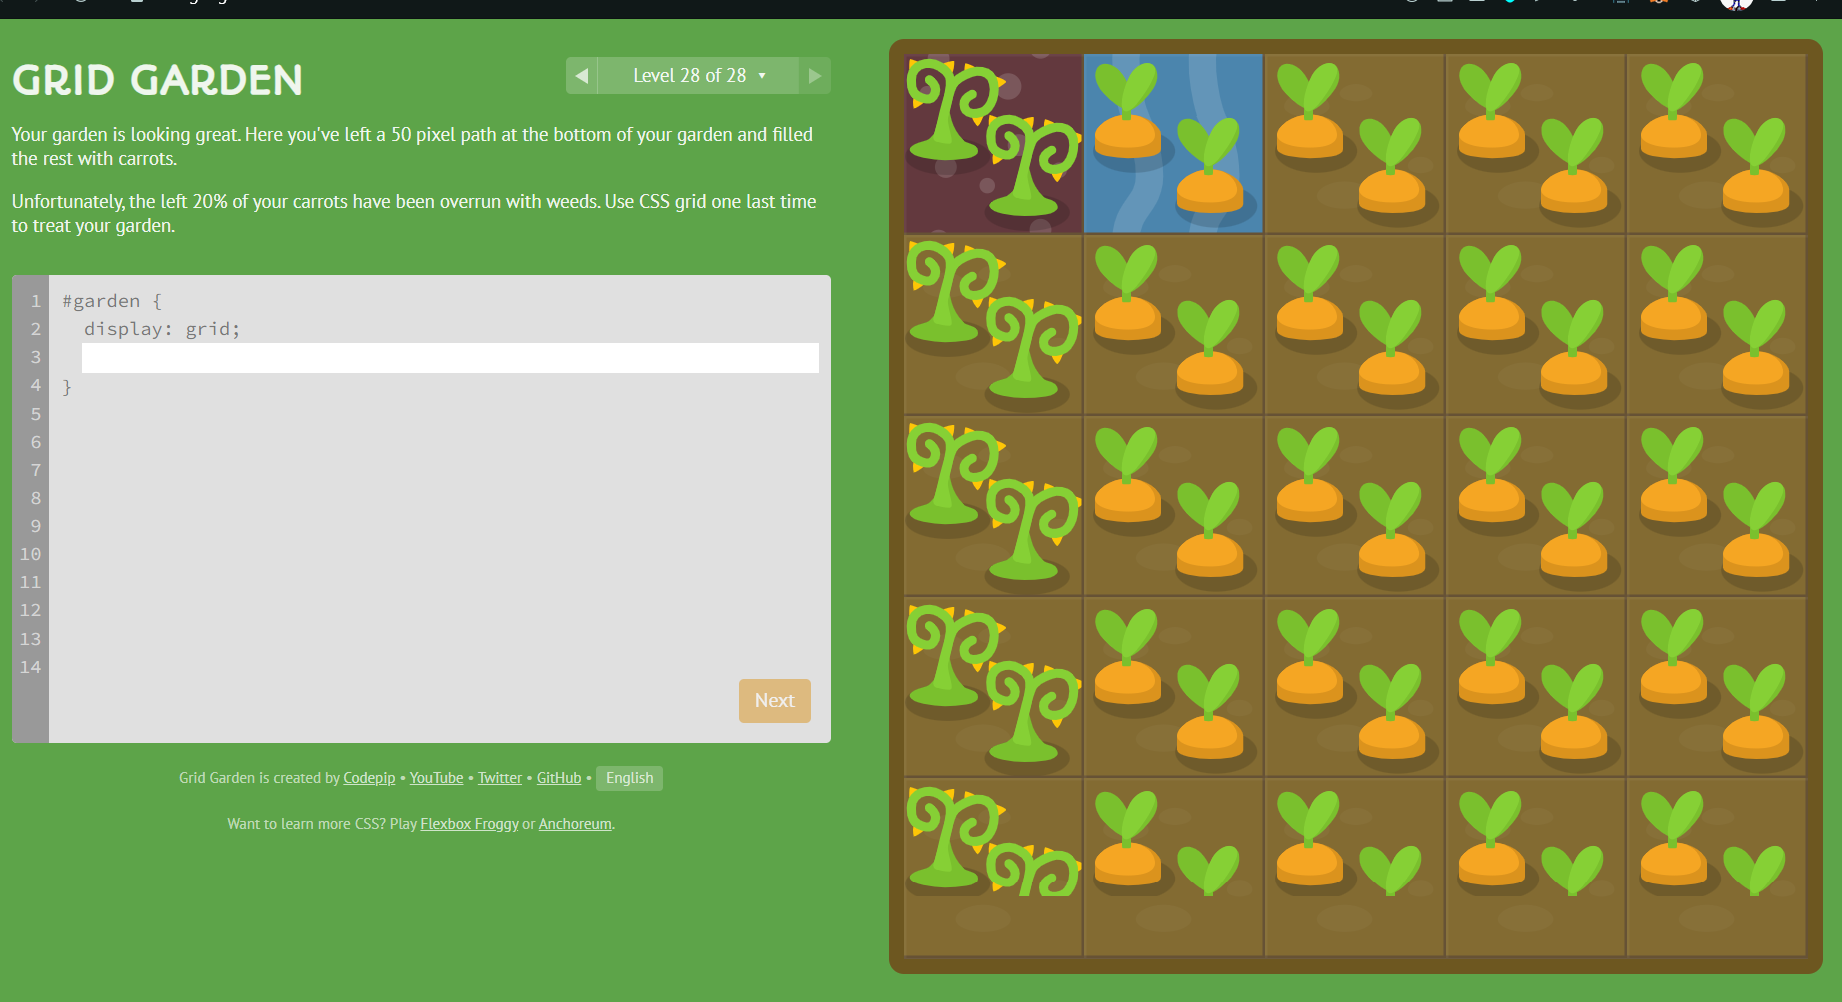 GRID GARDEN
Level 28 of 28 ▼
Your garden is looking great. Here you've left a 50 pixel path at the bottom of your garden and filled
the rest with carrots.
Unfortunately, the left 20% of your carrots have been overrun with weeds. Use CSS grid one last time
to treat your garden.
1 #garden {
2 display: grid;
3
4 }
5
6
7
8
9
10
11
12
13
14
Next
Grid Garden is created by Codepip • YouTube • Twitter • GitHub • English
Want to learn more CSS? Play Flexbox Froggy or Anchoreum.